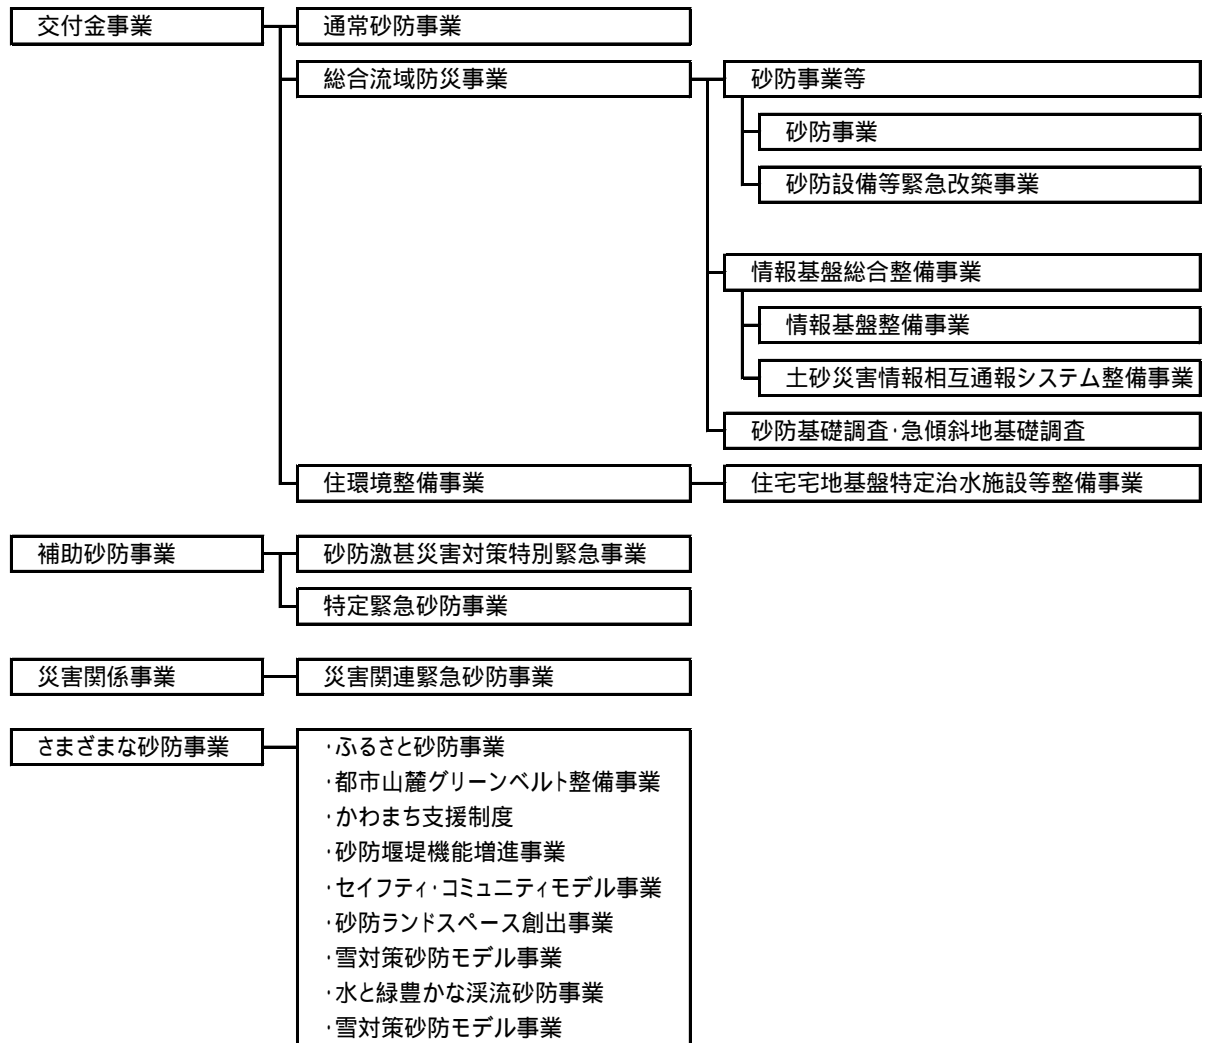 交付金事業
通常砂防事業
総合流域防災事業
砂防事業等
砂防事業
砂防設備等緊急改築事業
情報基盤総合整備事業
情報基盤整備事業
土砂災害情報相互通報システム整備事業
砂防基礎調査・急傾斜地基礎調査
住環境整備事業
住宅宅地基盤特定治水施設等整備事業
補助砂防事業
砂防激甚災害対策特別緊急事業
特定緊急砂防事業
災害関係事業
災害関連緊急砂防事業
さまざまな砂防事業
・ふるさと砂防事業
・都市山麓グリーンベルト整備事業
・かわまち支援制度
・砂防堰堤機能増進事業
・セイフティ・コミュニティモデル事業
・砂防ランドスペース創出事業
・雪対策砂防モデル事業
・水と緑豊かな渓流砂防事業
・雪対策砂防モデル事業